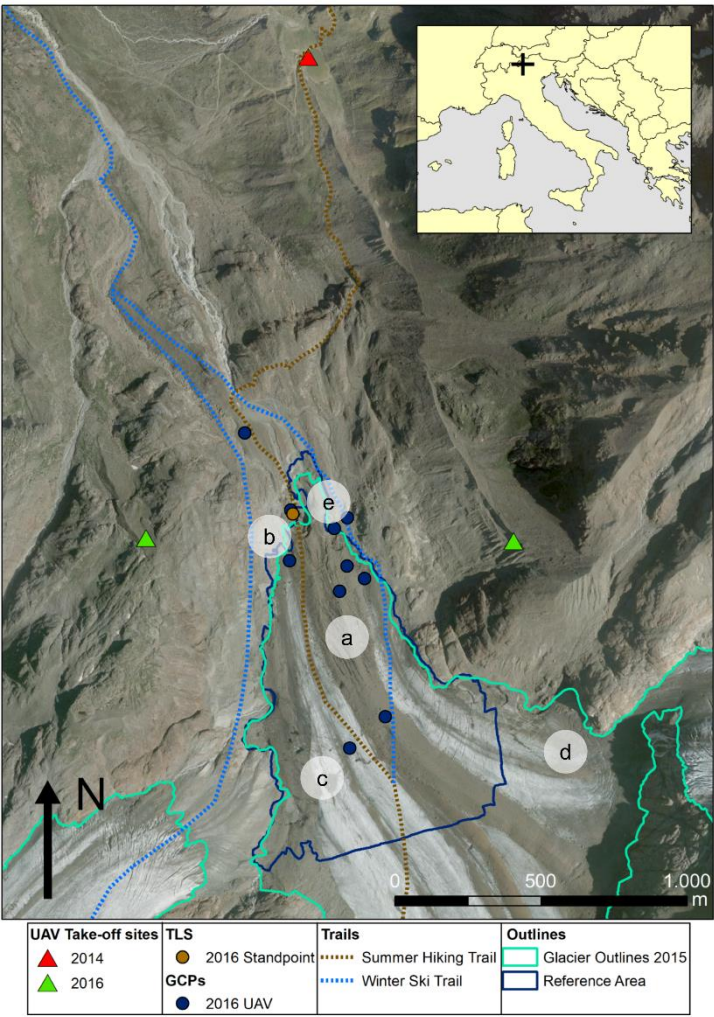 e
b
a
d
c
N
0 500 1.000
m
UAV Take-off sites
2014
2016
TLS
2016 Standpoint
GCPs
2016 UAV
Trails
Summer Hiking Trail
Winter Ski Trail
Outlines
Glacier Outlines 2015
Reference Area